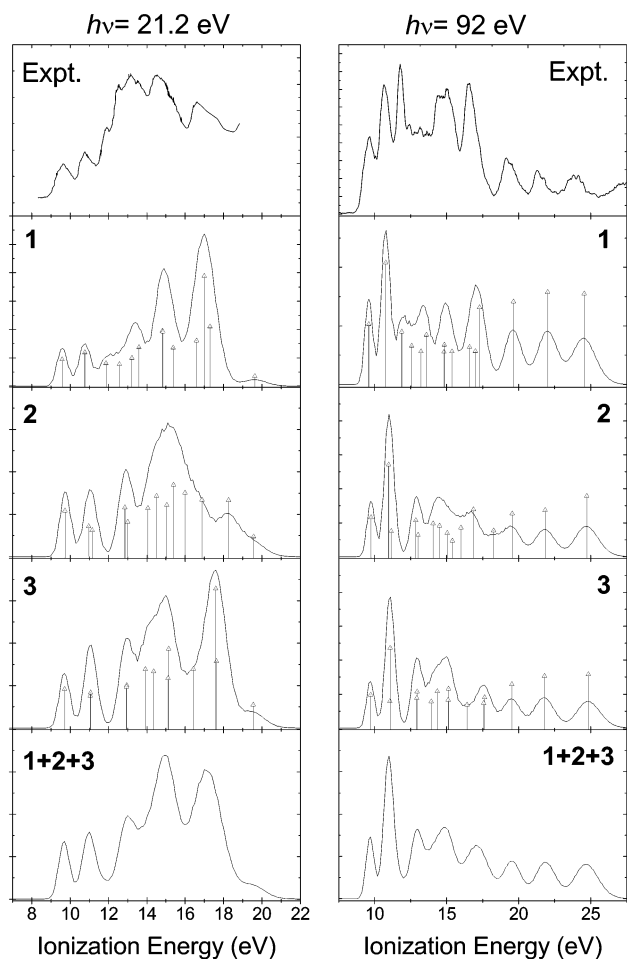 hν= 21.2 eV
hν= 92 eV
Expt.
Expt.
1
1
2
2
3
3
1+2+3
1+2+3
8 10 12 14 16 18 20 22
10 15 20 25
Ionization Energy (eV)
Ionization Energy (eV)